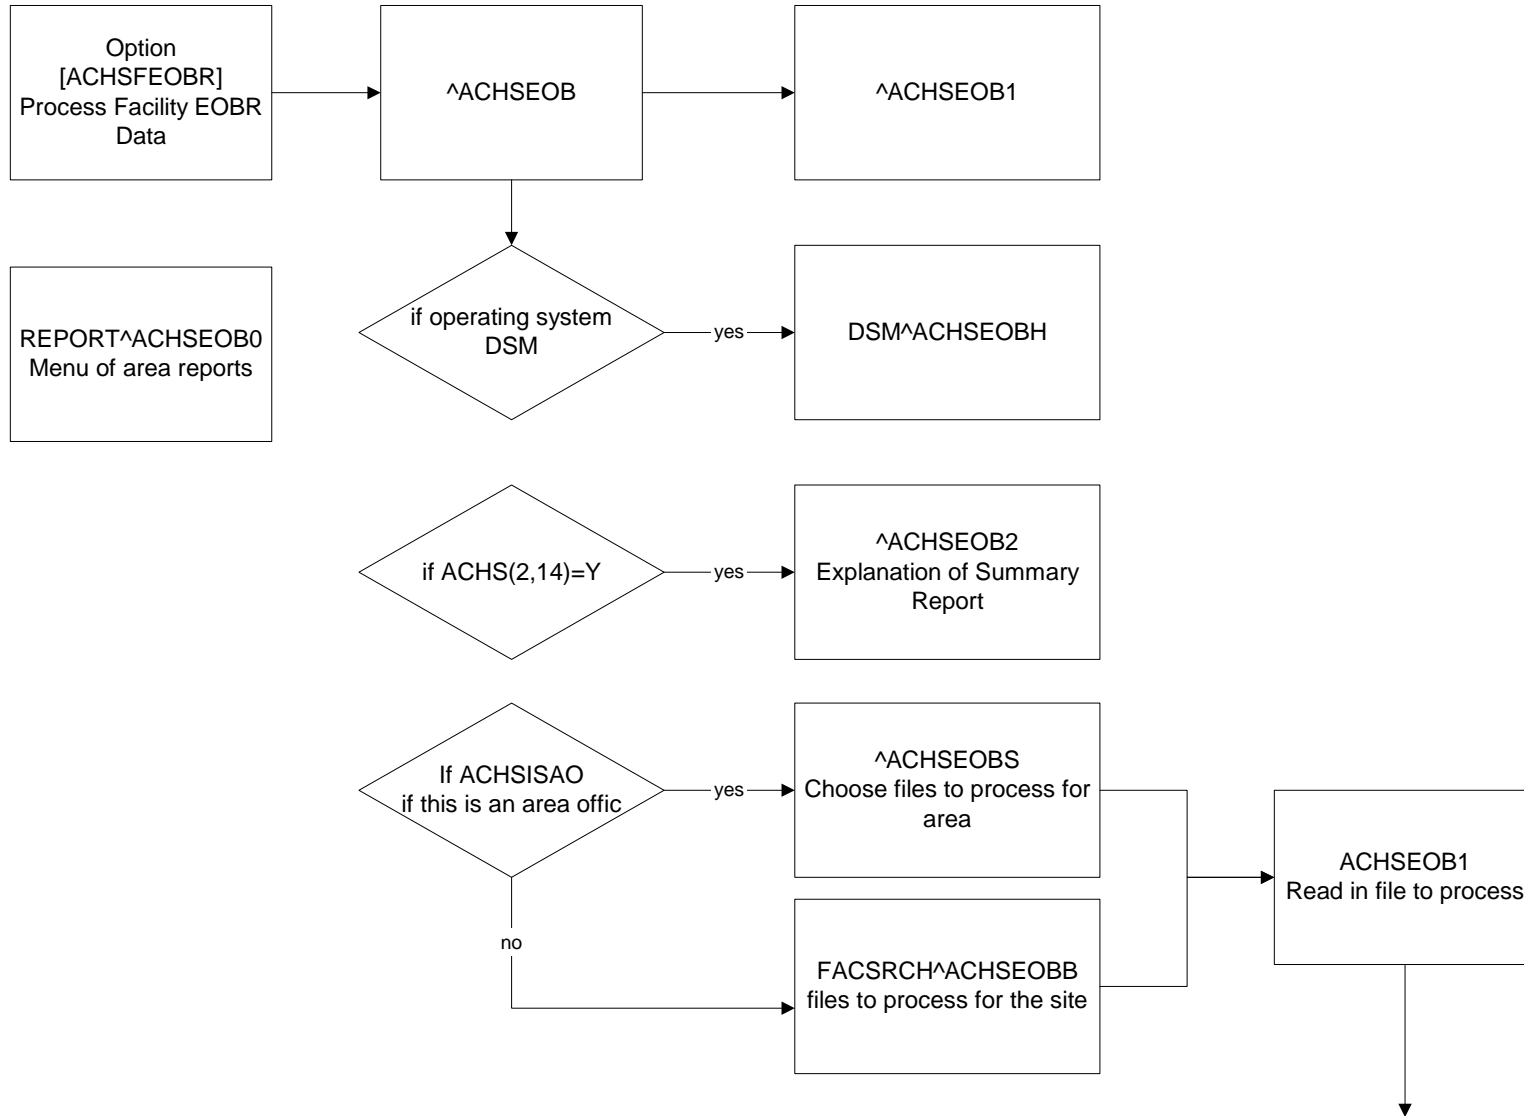 Option
[ACHSFEOBR]
Process Facility EOBR
Data
^ACHSEOB
^ACHSEOB1
REPORT^ACHSEOB0
Menu of area reports
if operating system
DSM
yes
DSM^ACHSEOBH
if ACHS(2,14)=Y
yes
^ACHSEOB2
Explanation of Summary
Report
If ACHSISAO
if this is an area offic
yes
^ACHSEOBS
Choose files to process for
area
ACHSEOB1
Read in file to process
no
FACSRCH^ACHSEOBB
files to process for the site